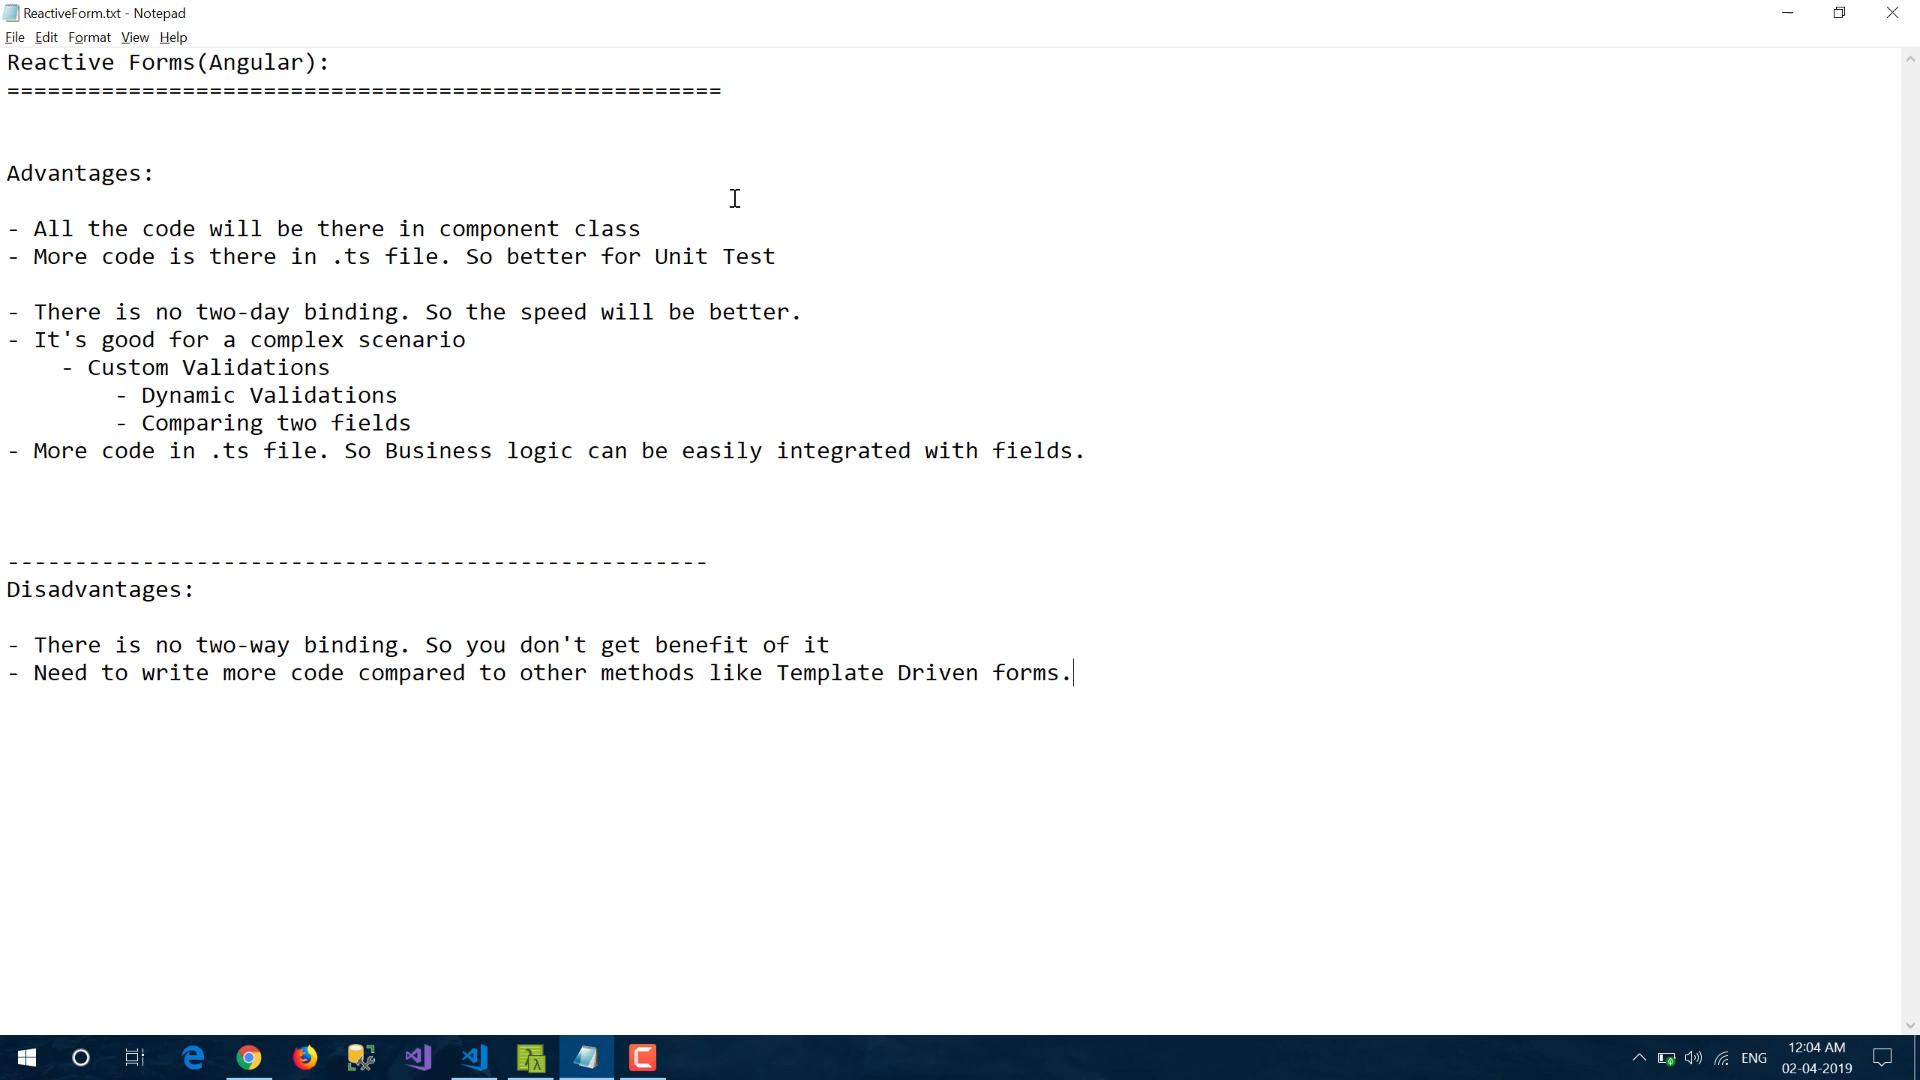 ReactiveForm.txt - Notepad
File Edit Format View Help
Reactive Forms(Angular):
=====================================================
Advantages:
- All the code will be there in component class
- More code is there in .ts file. So better for Unit Test
- There is no two-day binding. So the speed will be better.
- It's good for a complex scenario
- Custom Validations
- Dynamic Validations
- Comparing two fields
- More code in .ts file. So Business logic can be easily integrated with fields.
----------------------------------------------------
Disadvantages:
- There is no two-way binding. So you don't get benefit of it
- Need to write more code compared to other methods like Template Driven forms.
ENG
12:04 AM
02-04-2019